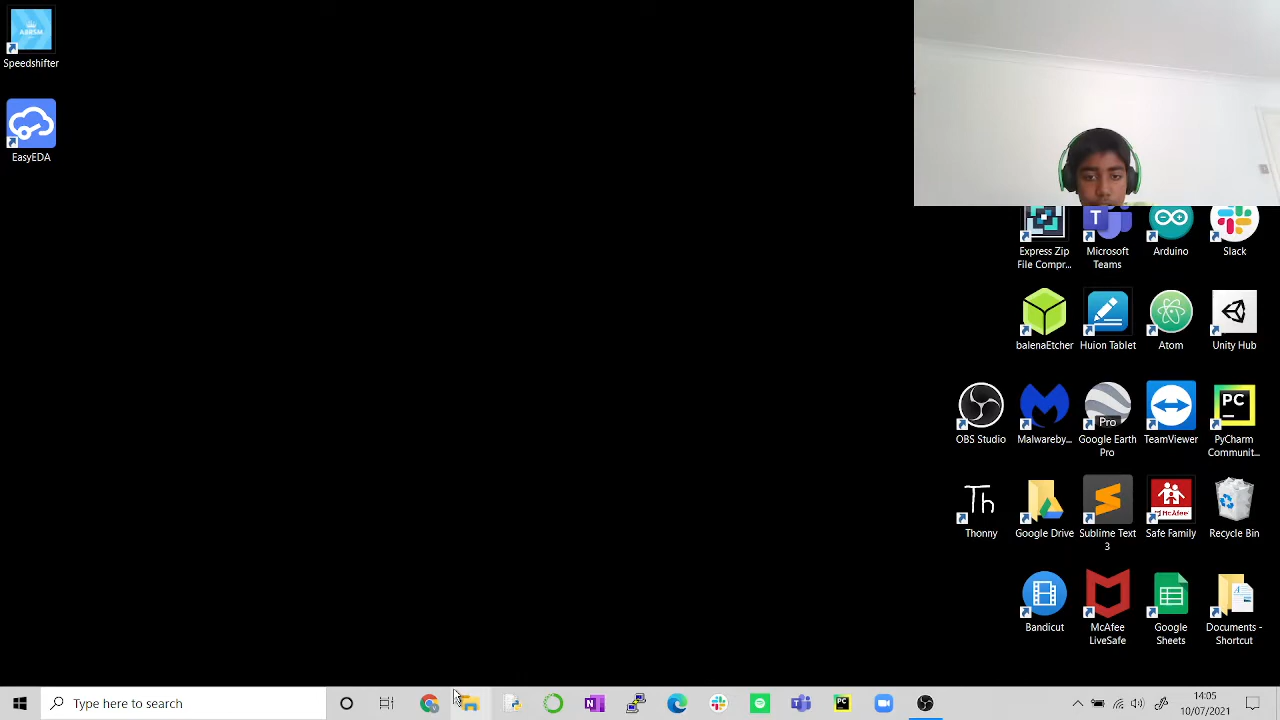 ABRSM
Speedshifter
EasyEDA
T
Express Zip
File Compr...
Microsoft
Teams
Arduino
Slack
balenaEtcher
Huion Tablet
Atom
Unity Hub
Pro
PC
OBS Studio
Malwareby...
Google Earth
Pro
TeamViewer
PyCharm
Communit...
Th
McAfee
Thonny
Google Drive
Sublime Text
3
Safe Family
Recycle Bin
Bandicut
McAfee
LiveSafe
Google
Sheets
Documents -
Shortcut
Type here to search
N
T
PC
14:05
10/07/2021